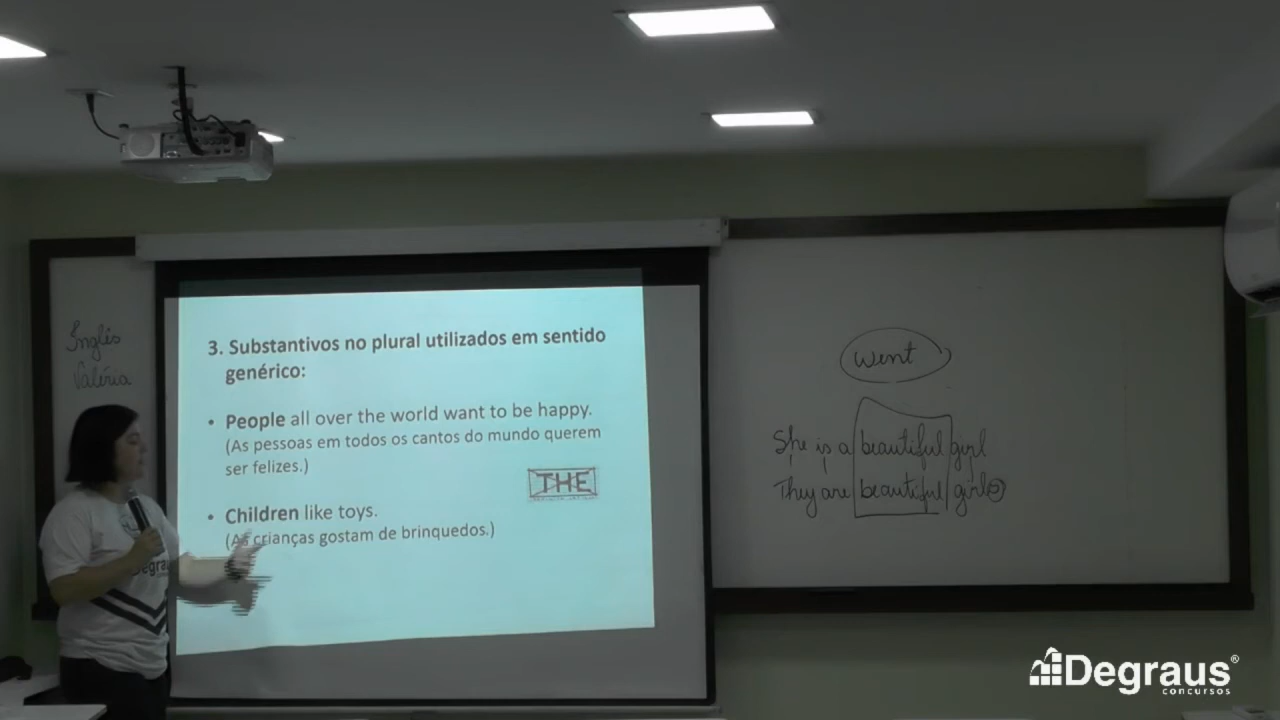 Inglês
Valéria
3. Substantivos no plural utilizados em sentido
genérico:
• People all over the world want to be happy.
(As pessoas em todos os cantos do mundo querem
ser felizes.)
THE
• Children like toys.
(As crianças gostam de brinquedos.)
went
She is a beautiful girl
They are beautiful girls
Degraus
Degraus®
concursos